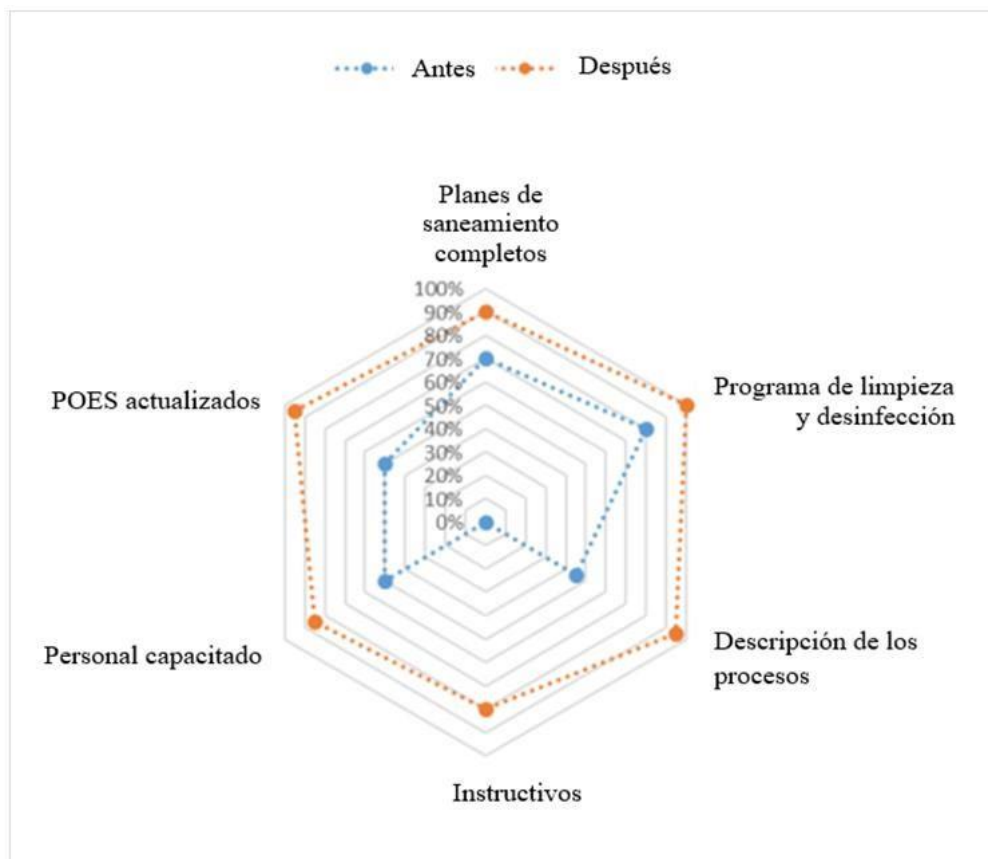 Antes
Después
Planes de
saneamiento
completos
100%
90%
80%
70%
60%
50%
40%
30%
20%
10%
0%
POES actualizados
Programa de limpieza
y desinfección
Personal capacitado
Descripción de los
procesos
Instructivos